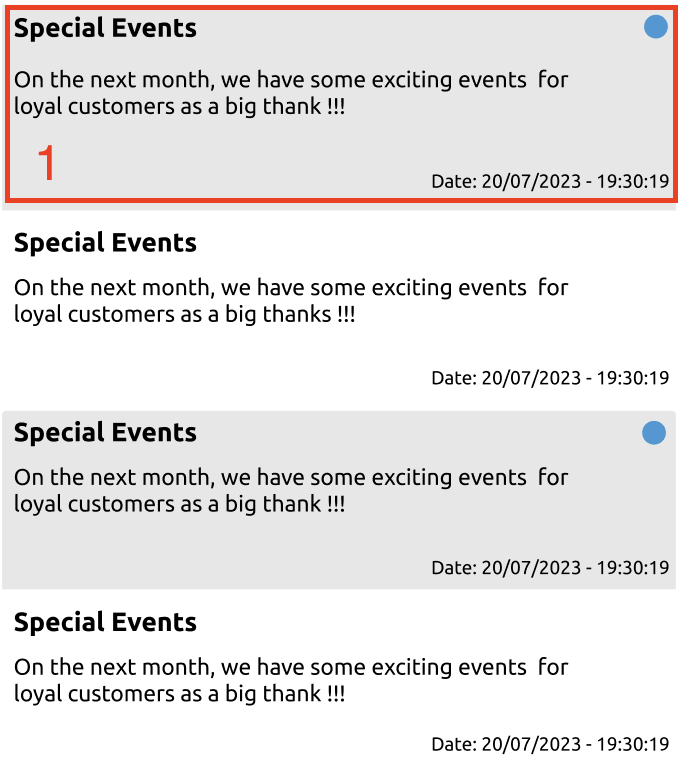 Special Events
On the next month, we have some exciting events  for
loyal customers as a big thank !!!
1
Date: 20/07/2023 - 19:30:19
Special Events
On the next month, we have some exciting events  for
loyal customers as a big thanks !!!
Date: 20/07/2023 - 19:30:19
Special Events
On the next month, we have some exciting events  for
loyal customers as a big thank !!!
Date: 20/07/2023 - 19:30:19
Special Events
On the next month, we have some exciting events  for
loyal customers as a big thank !!!
Date: 20/07/2023 - 19:30:19